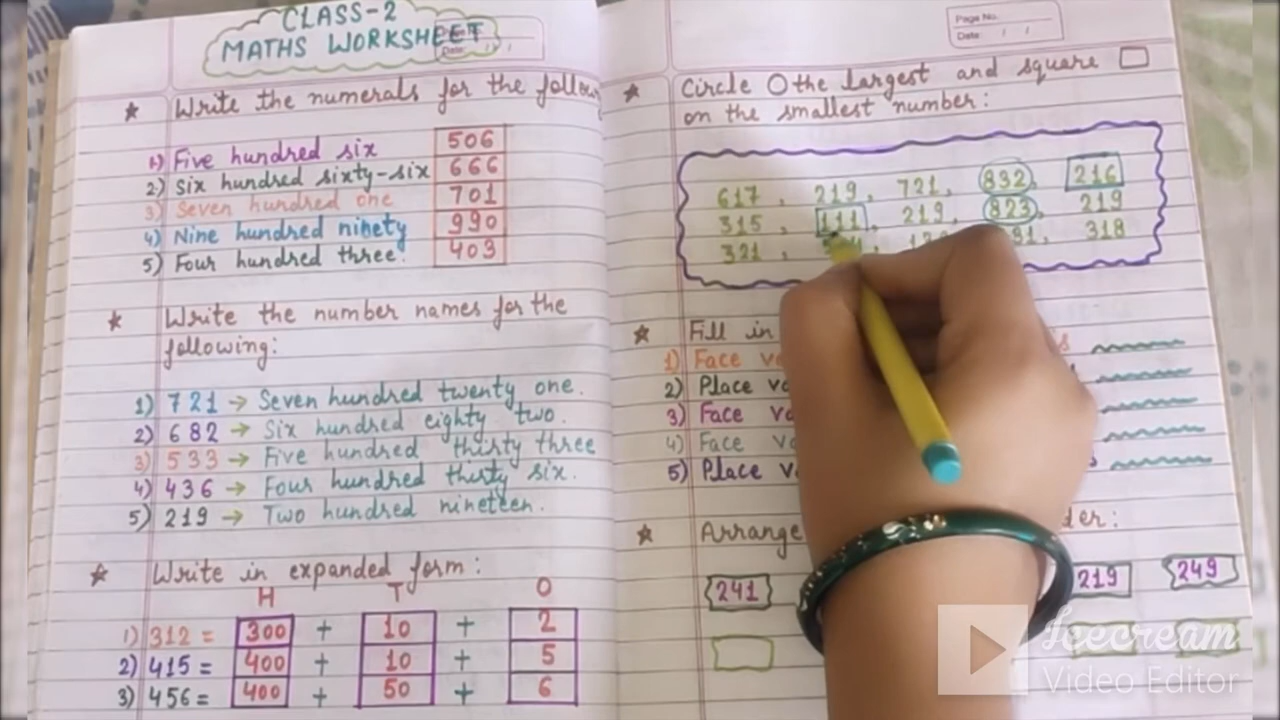 CLASS-2
MATHS WORKSHEET
Date: / /
★ Write the numerals for the
1) Five hundred six 506
2) Six hundred sixty-six 666
3) Seven hundred one 701
4) Nine hundred ninety 990
5) Four hundred three. 403
★ Write the number names for the
following:
1) 721 → Seven hundred twenty one.
2) 682 → Six hundred eighty two.
3) 533 → Five hundred thirty three
4) 436 → Four hundred thirty six.
5) 219 → Two hundred nineteen.
★ Write in expanded form:
H T O
1) 312 = 300 + 10 + 2
2) 415 = 400 + 10 + 5
3) 456 = 400 + 50 + 6
Page No.
Date: / /
★ Circle O the largest and square □
on the smallest number:
617, 219, 721, 832, 216
315, 111, 219, 823, 219
321, 318
★ Fill in
1) Face
2) Place
3) Face
4) Face
5) Place
★ Arrange
241 219 249
Icecream
Video Editor